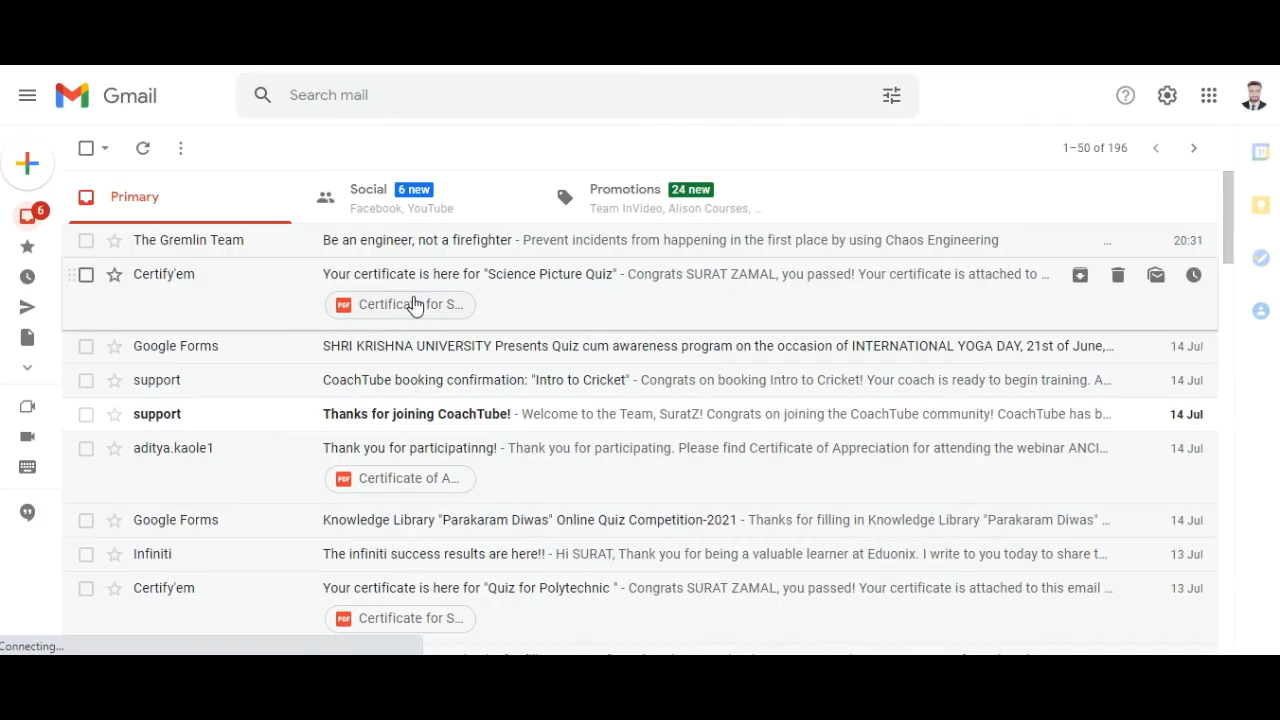 Gmail
Search mail
1–50 of 196
6
Primary
Social 6 new
Facebook, YouTube
Promotions 24 new
Team InVideo, Alison Courses, ...
The Gremlin Team Be an engineer, not a firefighter - Prevent incidents from happening in the first place by using Chaos Engineering ... 20:31
Certify'em Your certificate is here for "Science Picture Quiz" - Congrats SURAT ZAMAL, you passed! Your certificate is attached to ...
PDF Certificate for S...
Google Forms SHRI KRISHNA UNIVERSITY Presents Quiz cum awareness program on the occasion of INTERNATIONAL YOGA DAY, 21st of June,... 14 Jul
support CoachTube booking confirmation: "Intro to Cricket" - Congrats on booking Intro to Cricket! Your coach is ready to begin training. A... 14 Jul
support Thanks for joining CoachTube! - Welcome to the Team, SuratZ! Congrats on joining the CoachTube community! CoachTube has b... 14 Jul
aditya.kaole1 Thank you for participatinng! - Thank you for participating. Please find Certificate of Appreciation for attending the webinar ANCI... 14 Jul
PDF Certificate of A...
Google Forms Knowledge Library "Parakaram Diwas" Online Quiz Competition-2021 - Thanks for filling in Knowledge Library "Parakaram Diwas" ... 14 Jul
Infiniti The infiniti success results are here!! - Hi SURAT, Thank you for being a valuable learner at Eduonix. I write to you today to share t... 13 Jul
Certify'em Your certificate is here for "Quiz for Polytechnic " - Congrats SURAT ZAMAL, you passed! Your certificate is attached to this email ... 13 Jul
PDF Certificate for S...
Connecting...